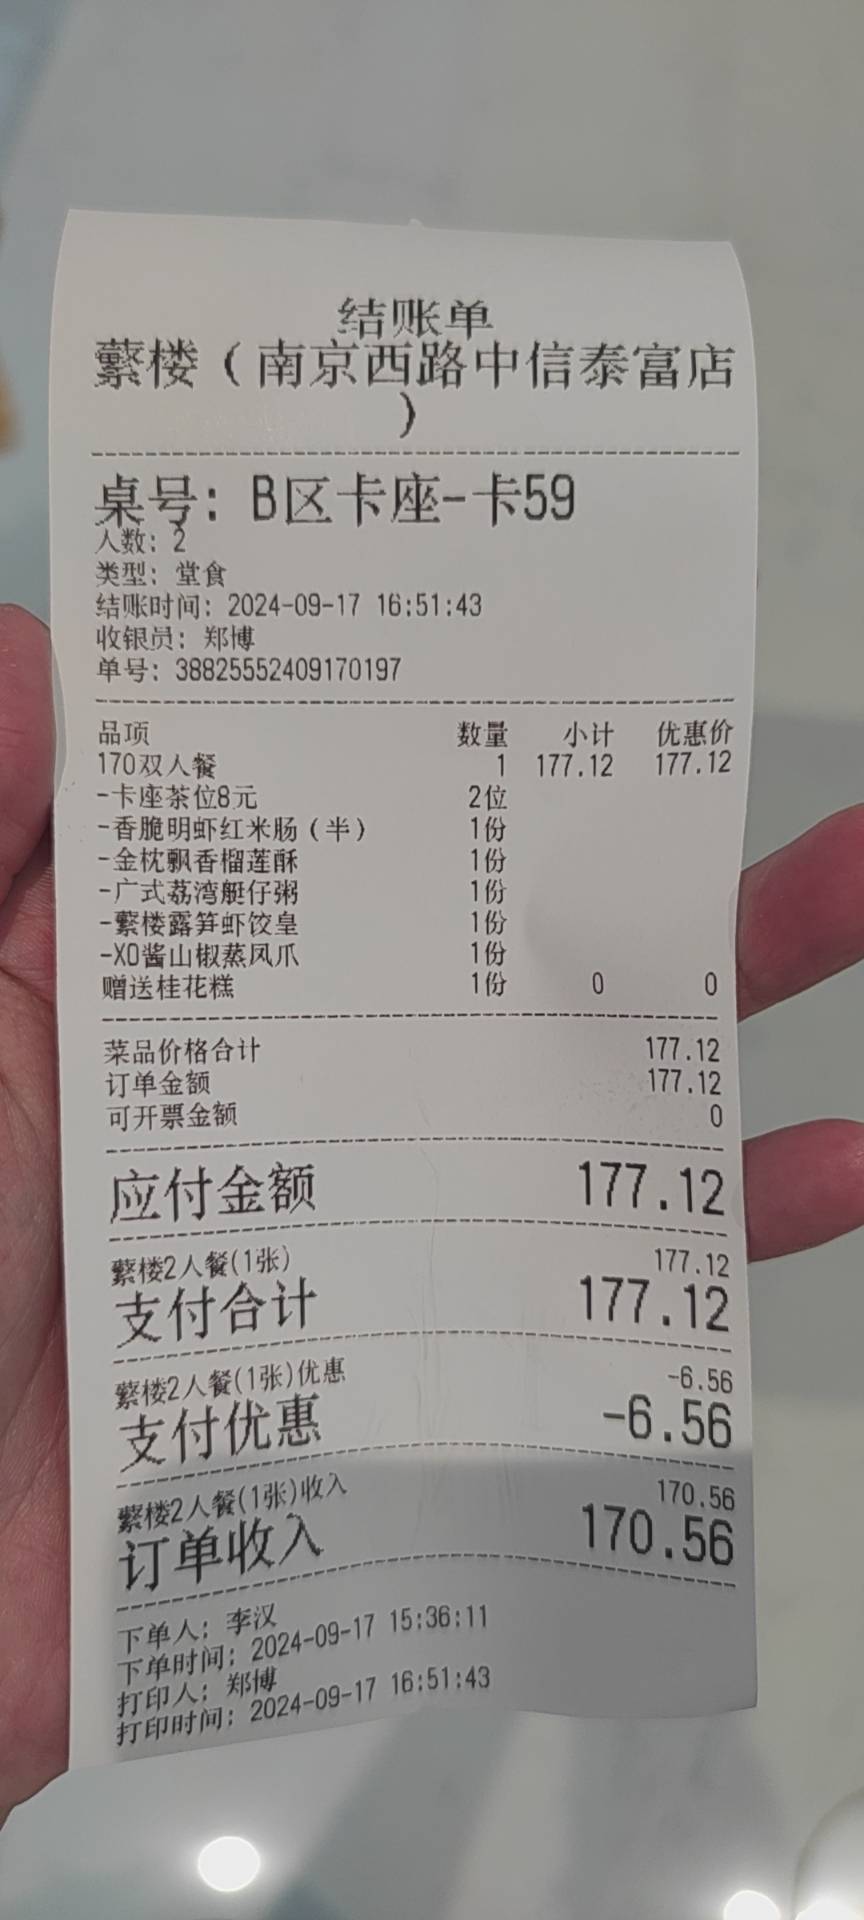 结账单
蘩楼（南京西路中信泰富店
）
桌号：B区卡座-卡59
人数：2
类型：堂食
结账时间：2024-09-17 16:51:43
收银员：郑博
单号：38825552409170197
品项 数量 小计 优惠价
170双人餐 1 177.12 177.12
-卡座茶位8元 2位
-香脆明虾红米肠（半） 1份
-金枕飘香榴莲酥 1份
-广式荔湾艇仔粥 1份
-蘩楼露笋虾饺皇 1份
-XO酱山椒蒸凤爪 1份
赠送桂花糕 1份 0 0
菜品价格合计 177.12
订单金额 177.12
可开票金额 0
应付金额 177.12
蘩楼2人餐(1张) 177.12
支付合计 177.12
蘩楼2人餐(1张)优惠 -6.56
支付优惠 -6.56
蘩楼2人餐(1张)收入 170.56
订单收入 170.56
下单人：李汉
下单时间：2024-09-17 15:36:11
打印人：郑博
打印时间：2024-09-17 16:51:43